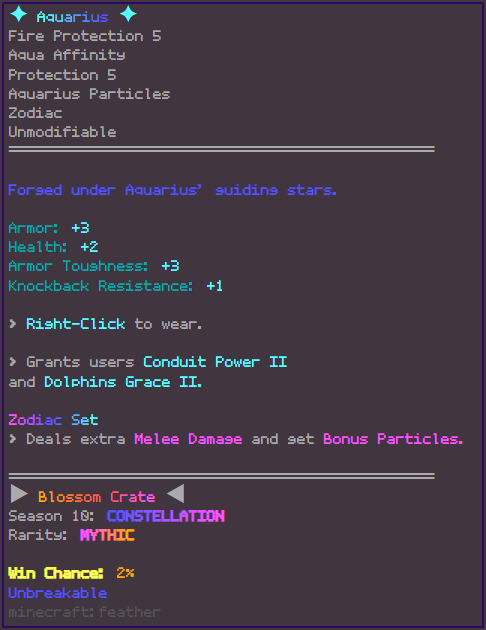 ✦ Aquarius ✦
Fire Protection 5
Aqua Affinity
Protection 5
Aquarius Particles
Zodiac
Unmodifiable
Forged under Aquarius' guiding stars.
Armor: +3
Health: +2
Armor Toughness: +3
Knockback Resistance: +1
> Right-Click to wear.
> Grants users Conduit Power II
and Dolphins Grace II.
Zodiac Set
> Deals extra Melee Damage and set Bonus Particles.
▶ Blossom Crate ◀
Season 10: CONSTELLATION
Rarity: MYTHIC
Win Chance: 2%
Unbreakable
minecraft:feather